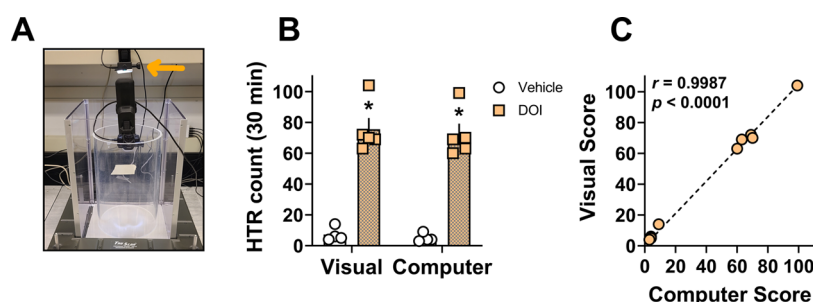 A
B
HTR count (30 min)
100
80
60
40
20
0
*
*
Visual
Computer
Vehicle
DOI
C
r = 0.9987
p < 0.0001
Visual Score
100
80
60
40
20
0
0 20 40 60 80 100
Computer Score